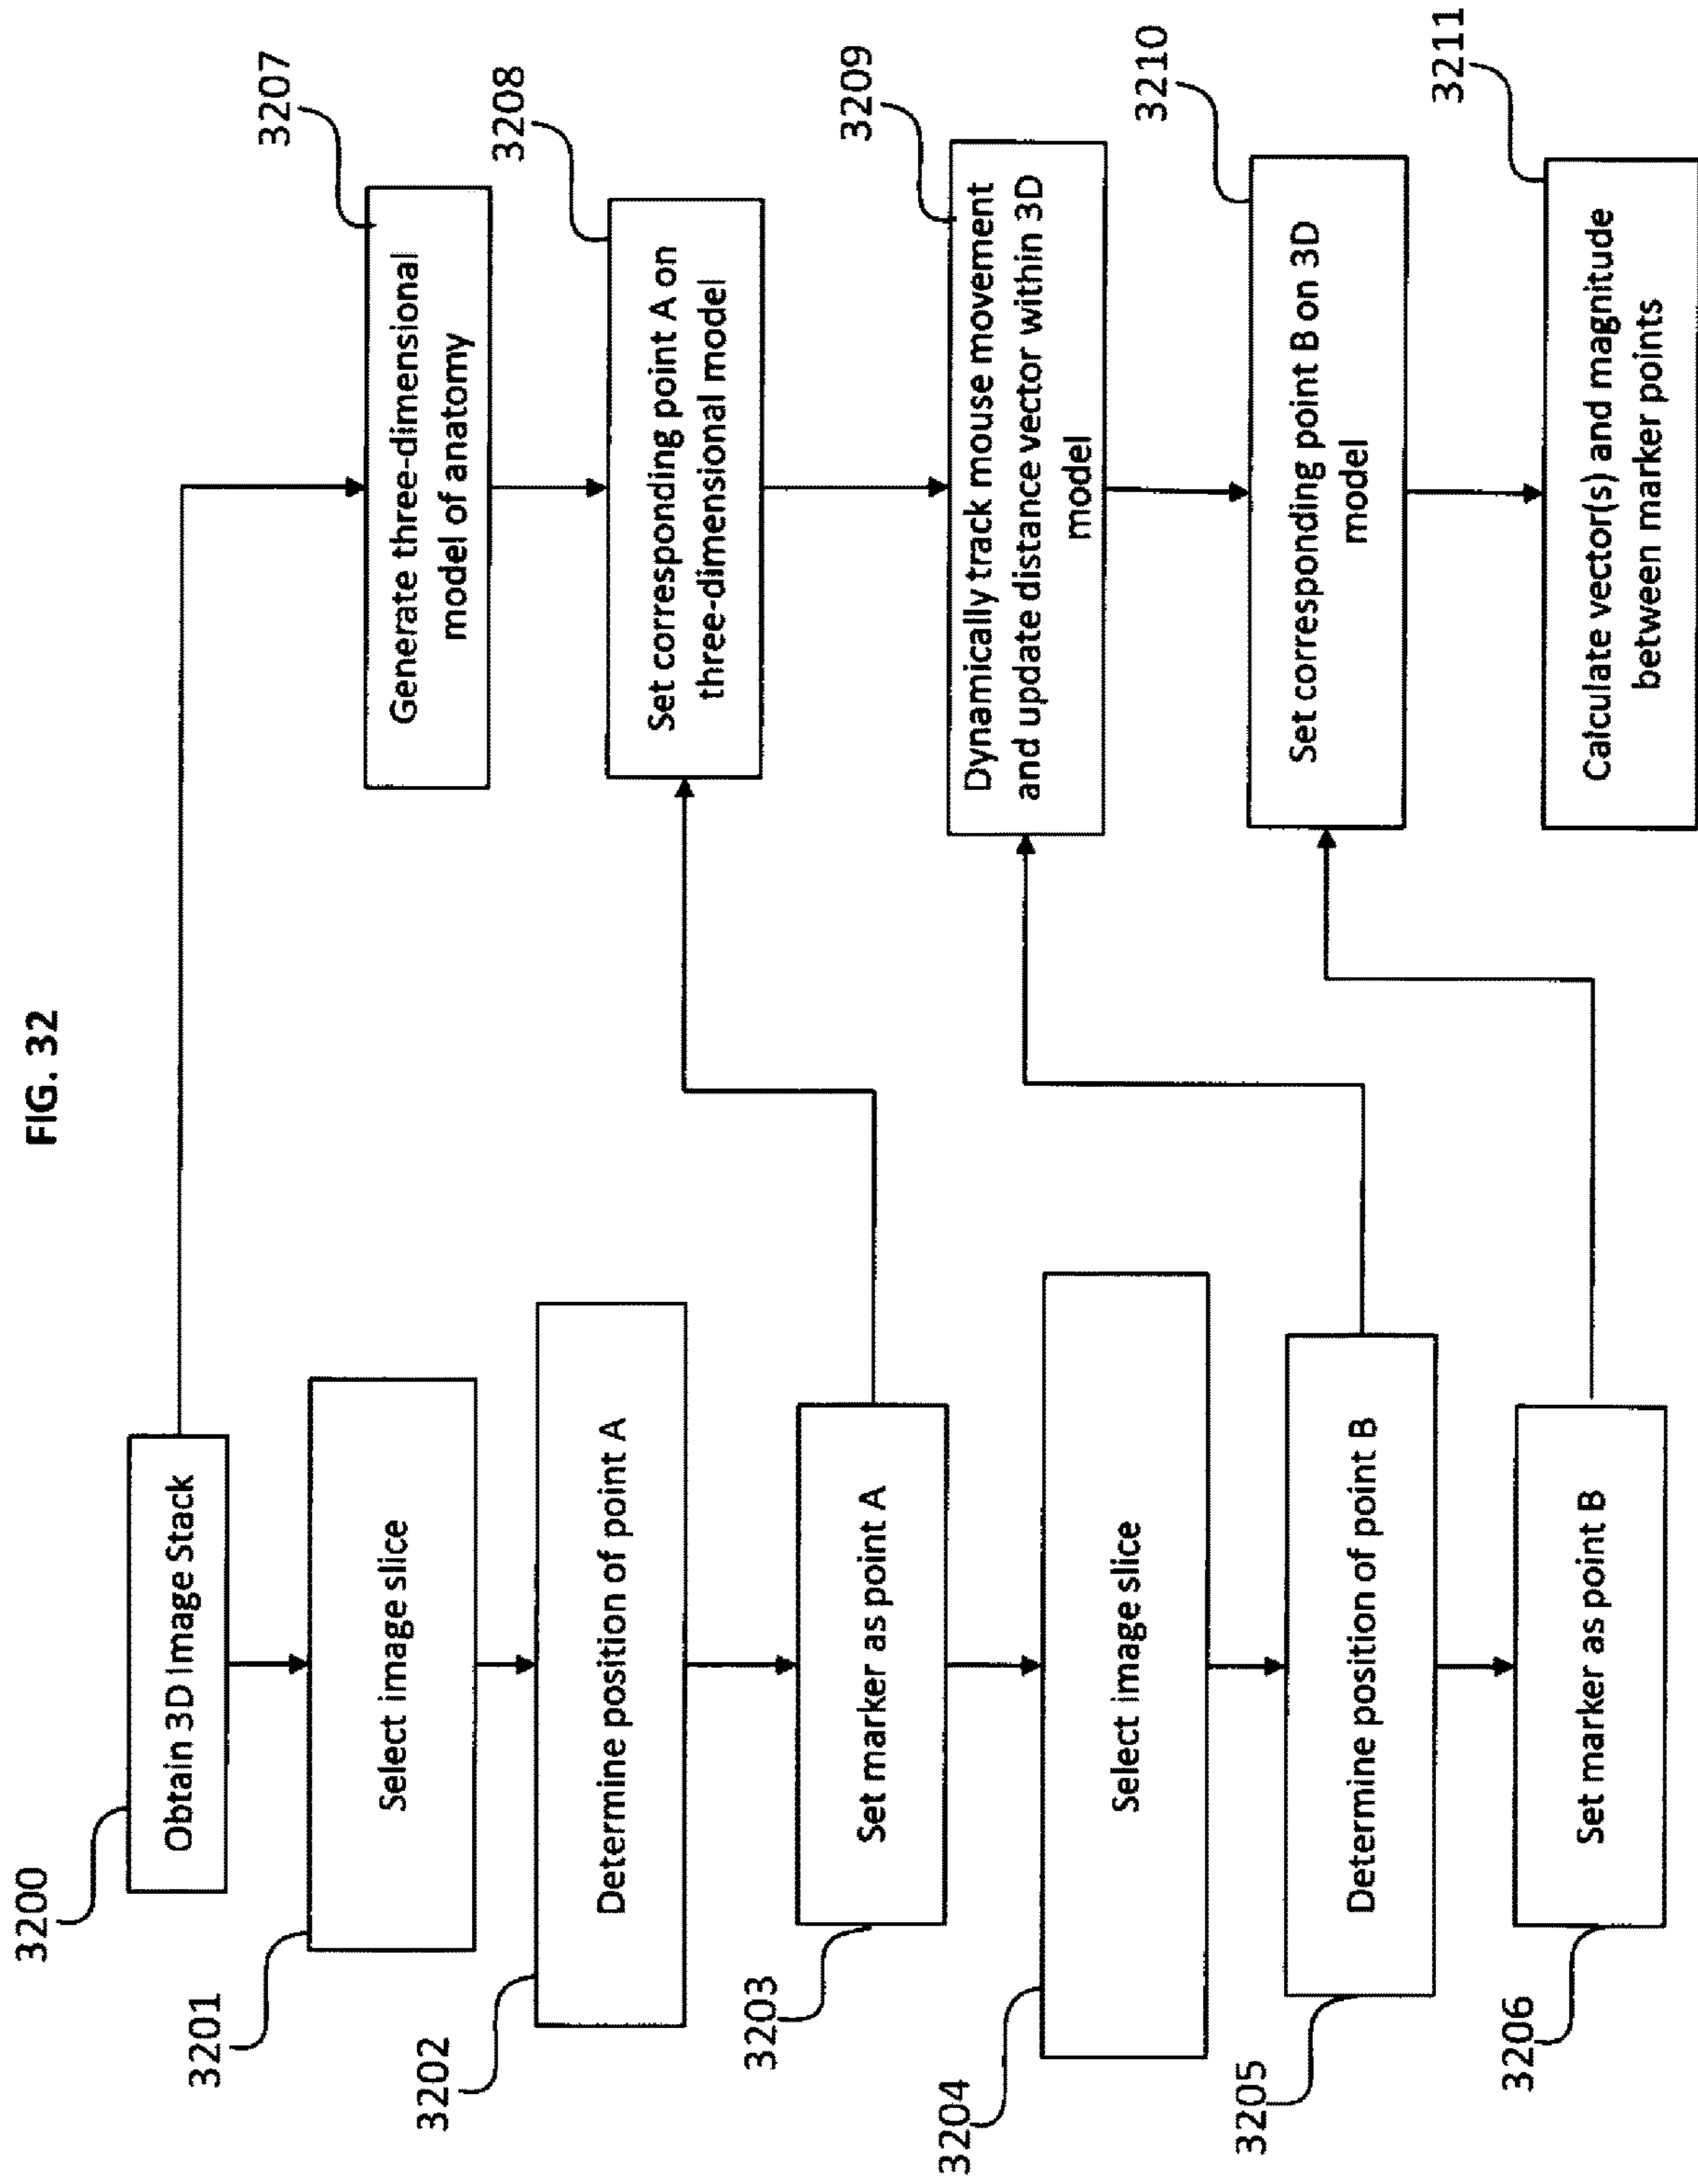 FIG. 32
3200
Obtain 3D Image Stack
3201
Select image slice
3202
Determine position of point A
3203
Set marker as point A
3204
Select image slice
3205
Determine position of point B
3206
Set marker as point B
3207
Generate three-dimensional
model of anatomy
3208
Set corresponding point A on
three-dimensional model
3209
Dynamically track mouse movement
and update distance vector within 3D
model
3210
Set corresponding point B on 3D
model
3211
Calculate vector(s) and magnitude
between marker points